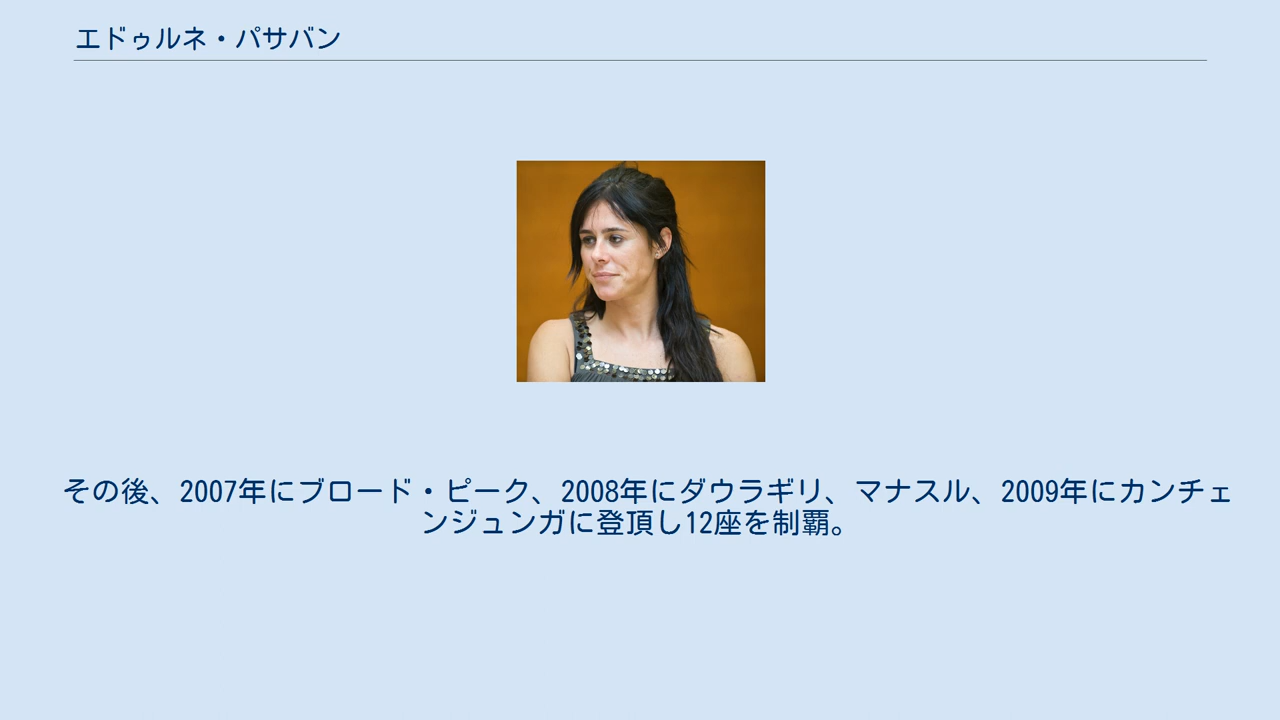 エドゥルネ・パサバン
その後、2007年にブロード・ピーク、2008年にダウラギリ、マナスル、2009年にカンチェ
ンジュンガに登頂し12座を制覇。